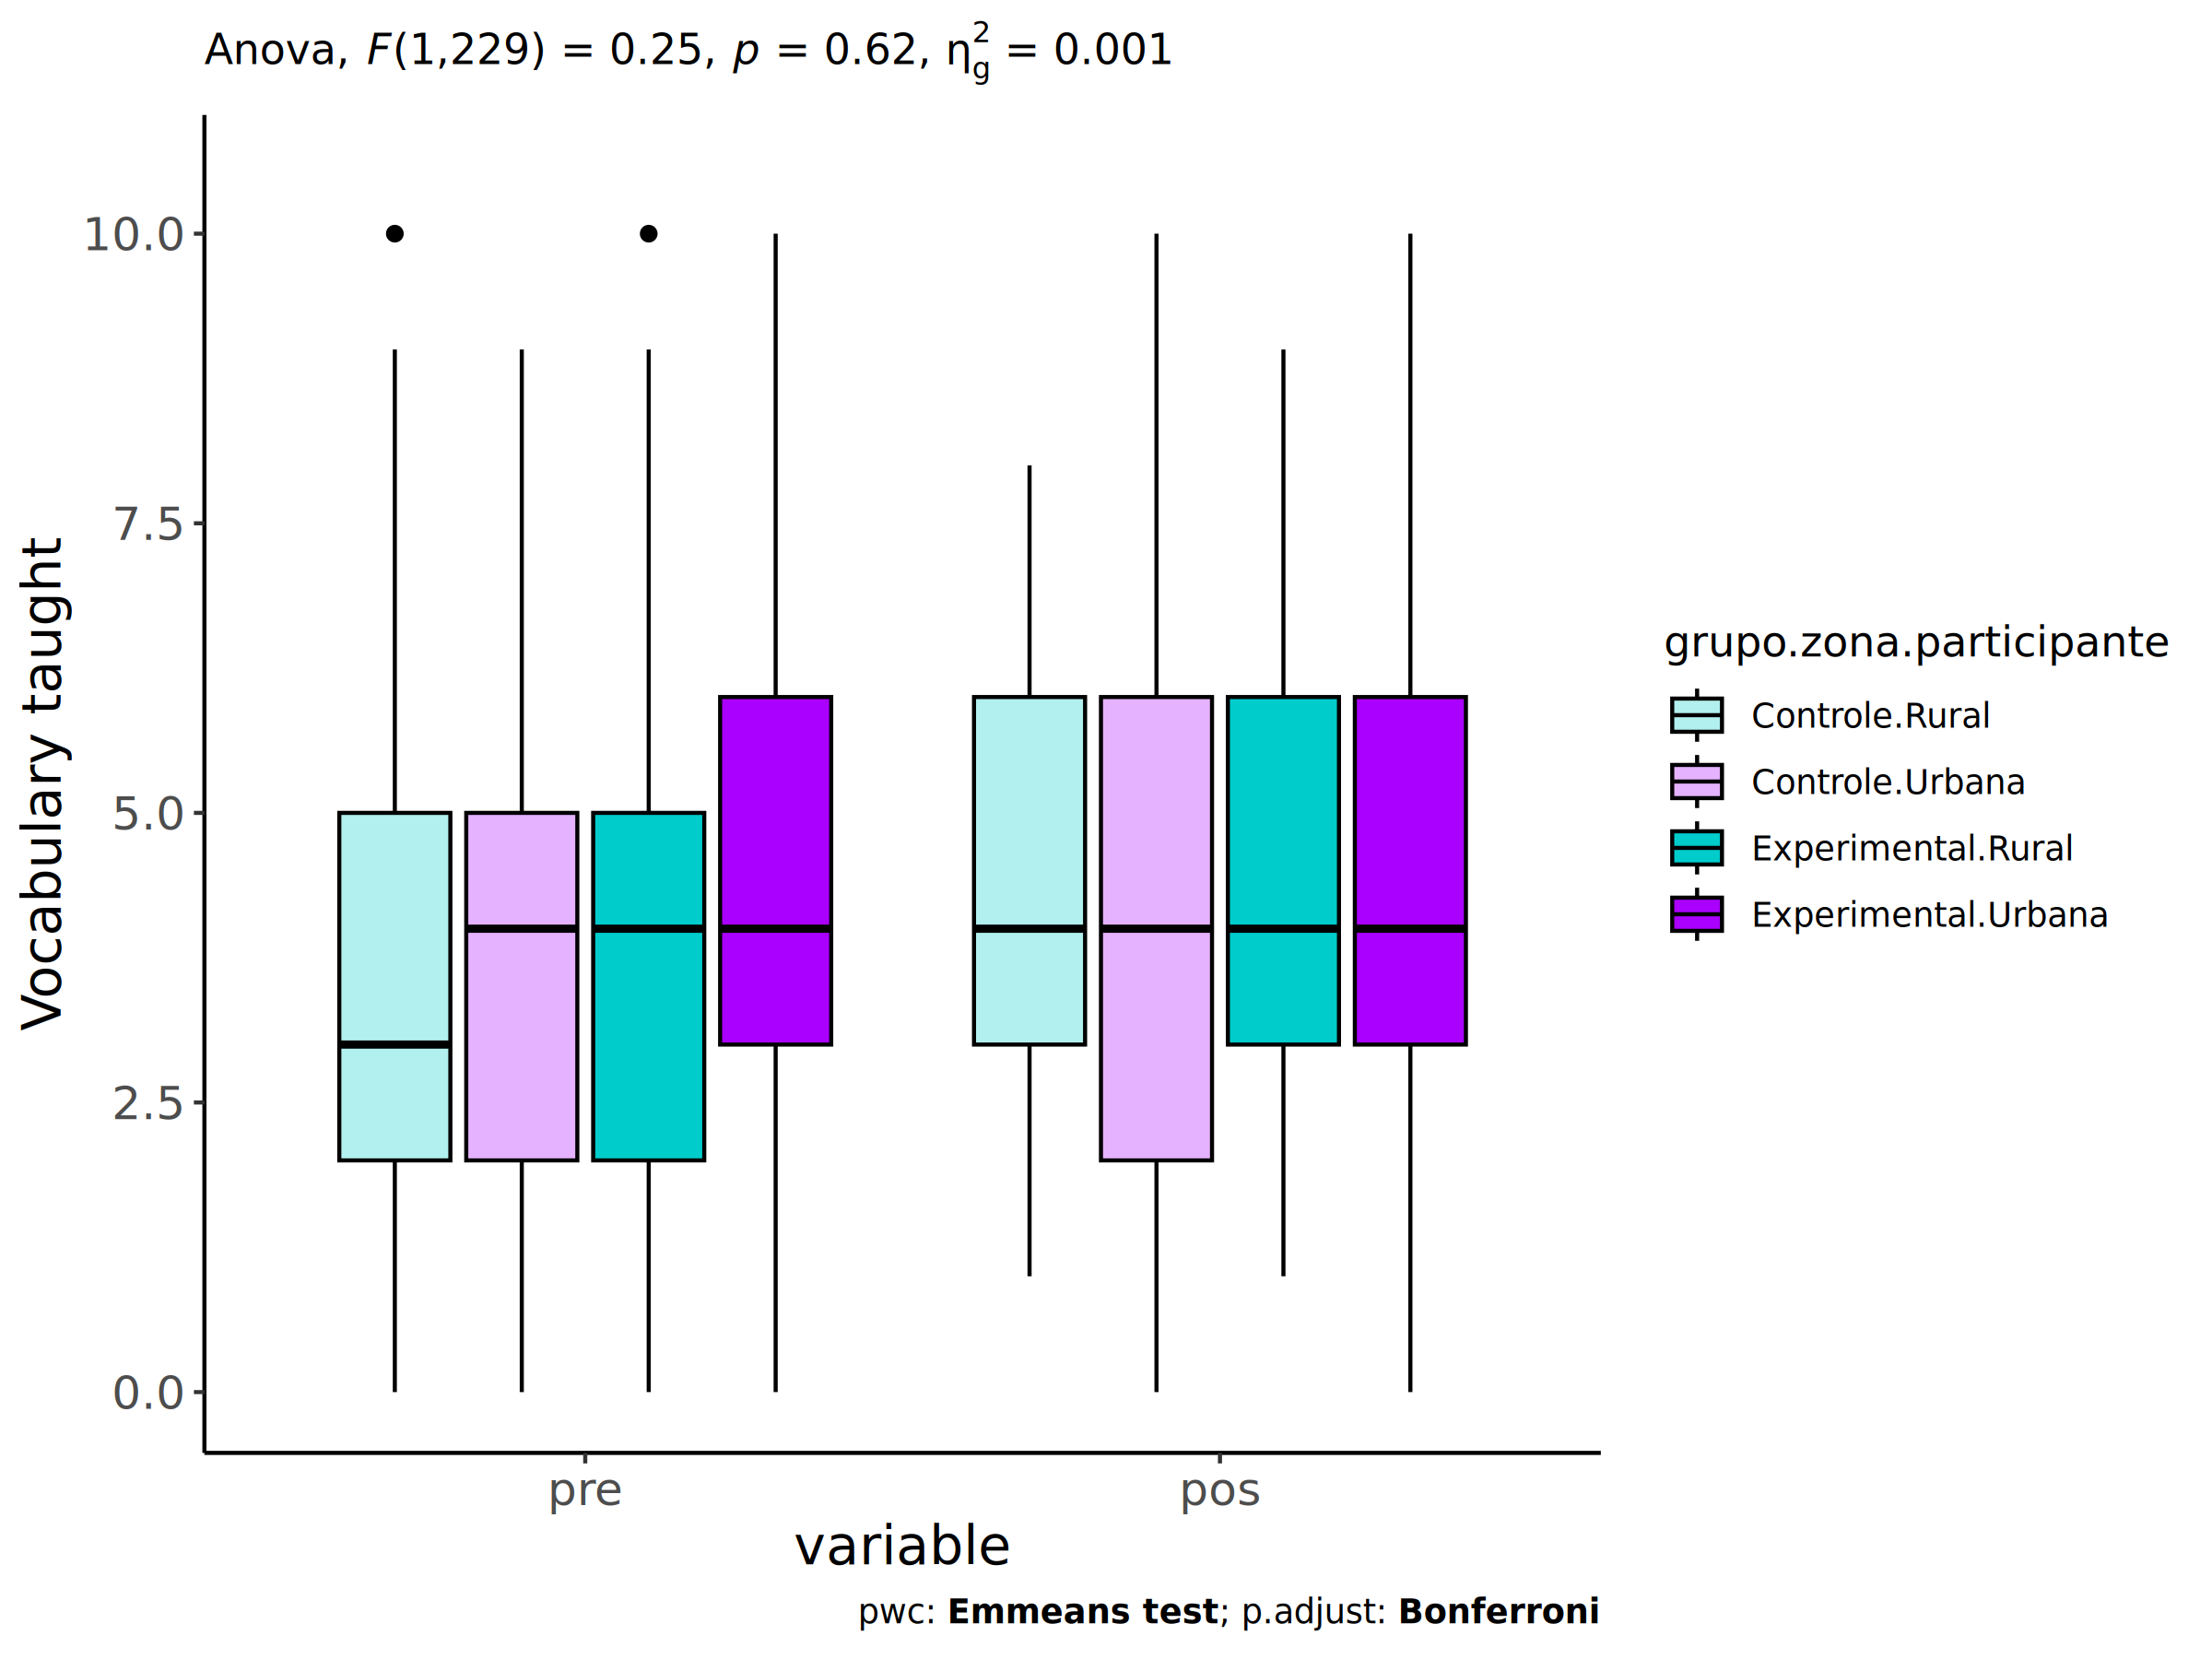 Anova, F(1,229) = 0.25, p = 0.62, η²g = 0.001
Vocabulary taught
10.0
7.5
5.0
2.5
0.0
pre
pos
variable
pwc: Emmeans test; p.adjust: Bonferroni
grupo.zona.participante
Controle.Rural
Controle.Urbana
Experimental.Rural
Experimental.Urbana